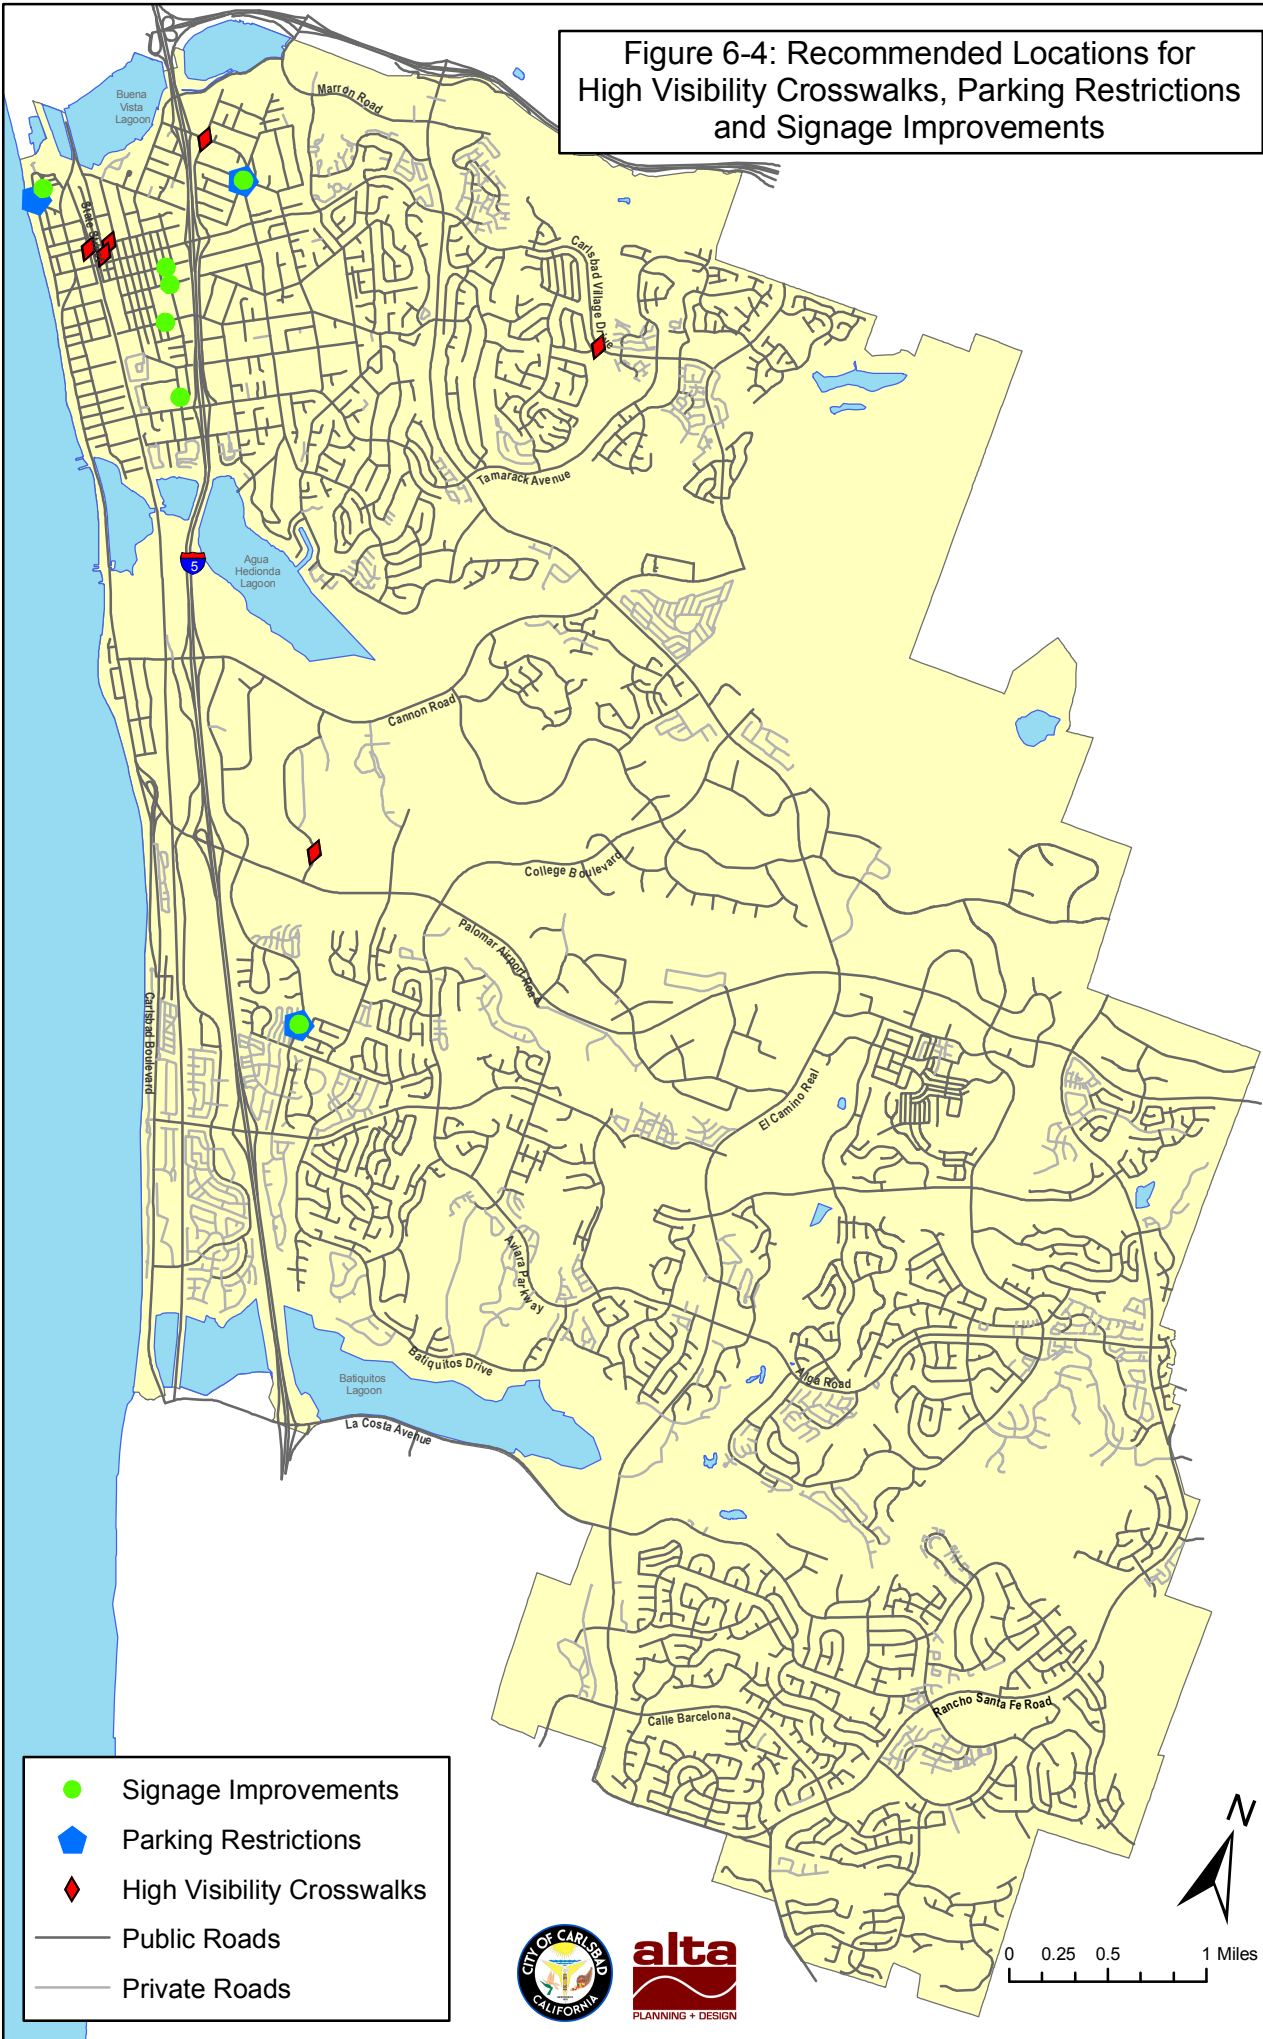 Figure 6-4: Recommended Locations for
High Visibility Crosswalks, Parking Restrictions
and Signage Improvements
Buena
Vista
Lagoon
Marron Road
State Street
Carlsbad Village Drive
Tamarack Avenue
Agua
Hedionda
Lagoon
5
Cannon Road
College Boulevard
Palomar Airport Road
Carlsbad Boulevard
El Camino Real
Aviara Parkway
Batiquitos Drive
Batiquitos
Lagoon
Alga Road
La Costa Avenue
Rancho Santa Fe Road
Calle Barcelona
Signage Improvements
Parking Restrictions
High Visibility Crosswalks
Public Roads
Private Roads
CITY OF CARLSBAD
CALIFORNIA
alta
PLANNING + DESIGN
N
0 0.25 0.5 1 Miles